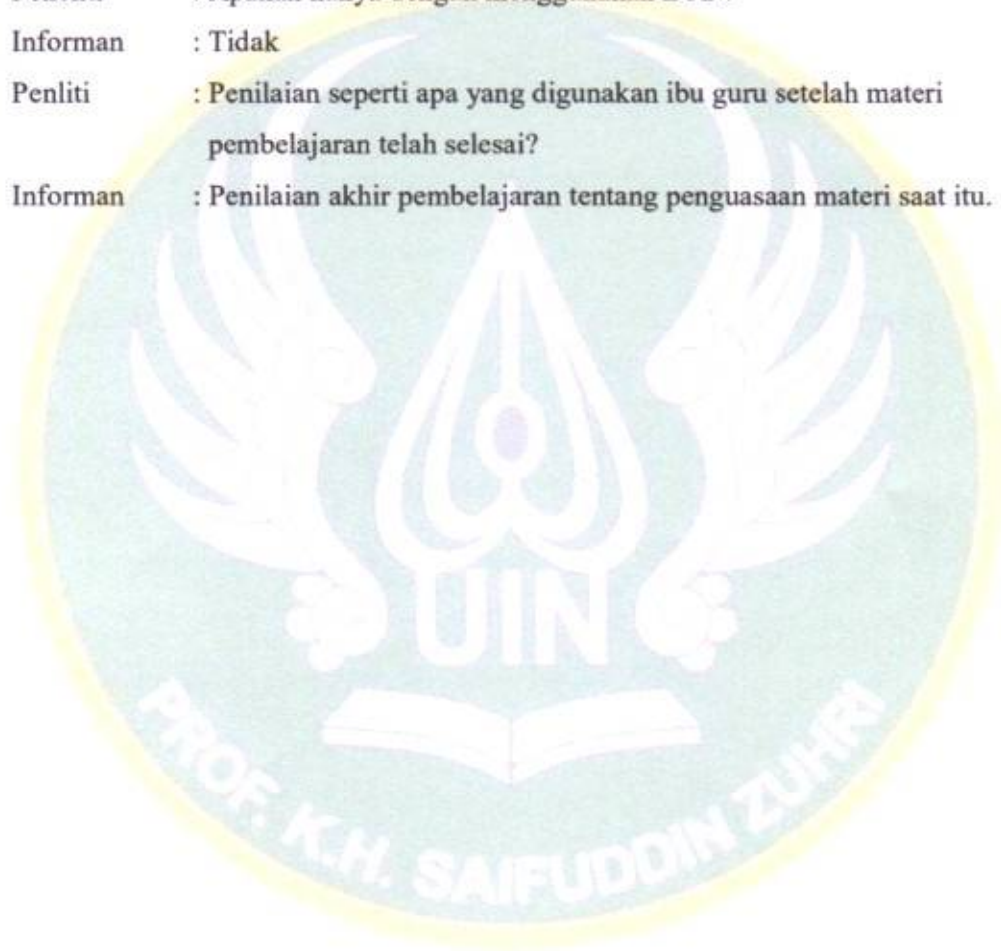 Informan : Tidak
Penliti : Penilaian seperti apa yang digunakan ibu guru setelah materi
pembelajaran telah selesai?
Informan : Penilaian akhir pembelajaran tentang penguasaan materi saat itu.
UIN
PROF. K.H. SAIFUDDIN ZUHRI